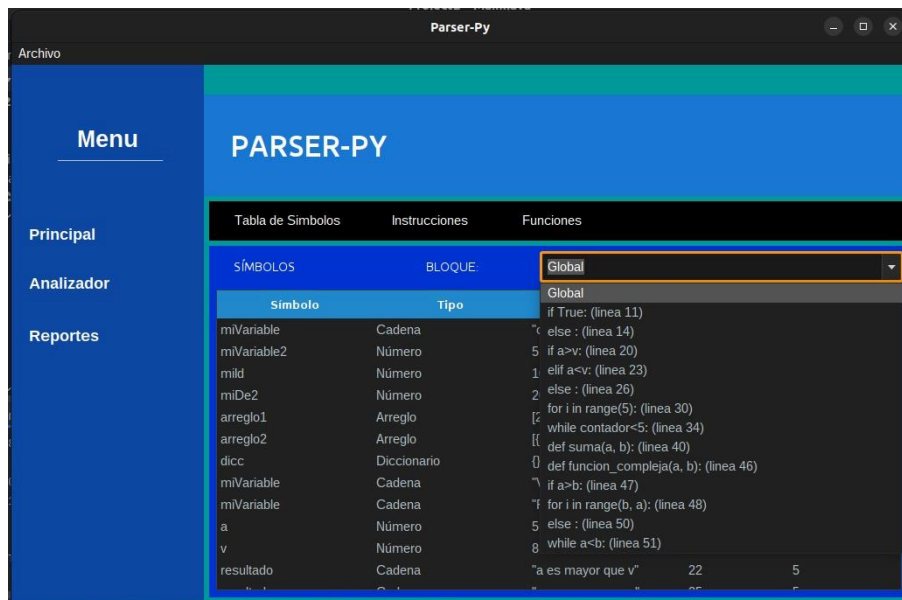 Parser-Py
Archivo
Menu
PARSER-PY
Tabla de Simbolos Instrucciones Funciones
Principal
Analizador
Reportes
SÍMBOLOS BLOQUE: Global
Símbolo Tipo
miVariable Cadena
miVariable2 Número 5
mild Número
miDe2 Número
arreglo1 Arreglo
arreglo2 Arreglo
dicc Diccionario {}
miVariable Cadena
miVariable Cadena
a Número 5
v Número 8
resultado Cadena "a es mayor que v" 22 5
Global
if True: (linea 11)
else : (linea 14)
if a>v: (linea 20)
elif a<v: (linea 23)
else : (linea 26)
for i in range(5): (linea 30)
while contador<5: (linea 34)
def suma(a, b): (linea 40)
def funcion_compleja(a, b): (linea 46)
if a>b: (linea 47)
for i in range(b, a): (linea 48)
else : (linea 50)
while a<b: (linea 51)